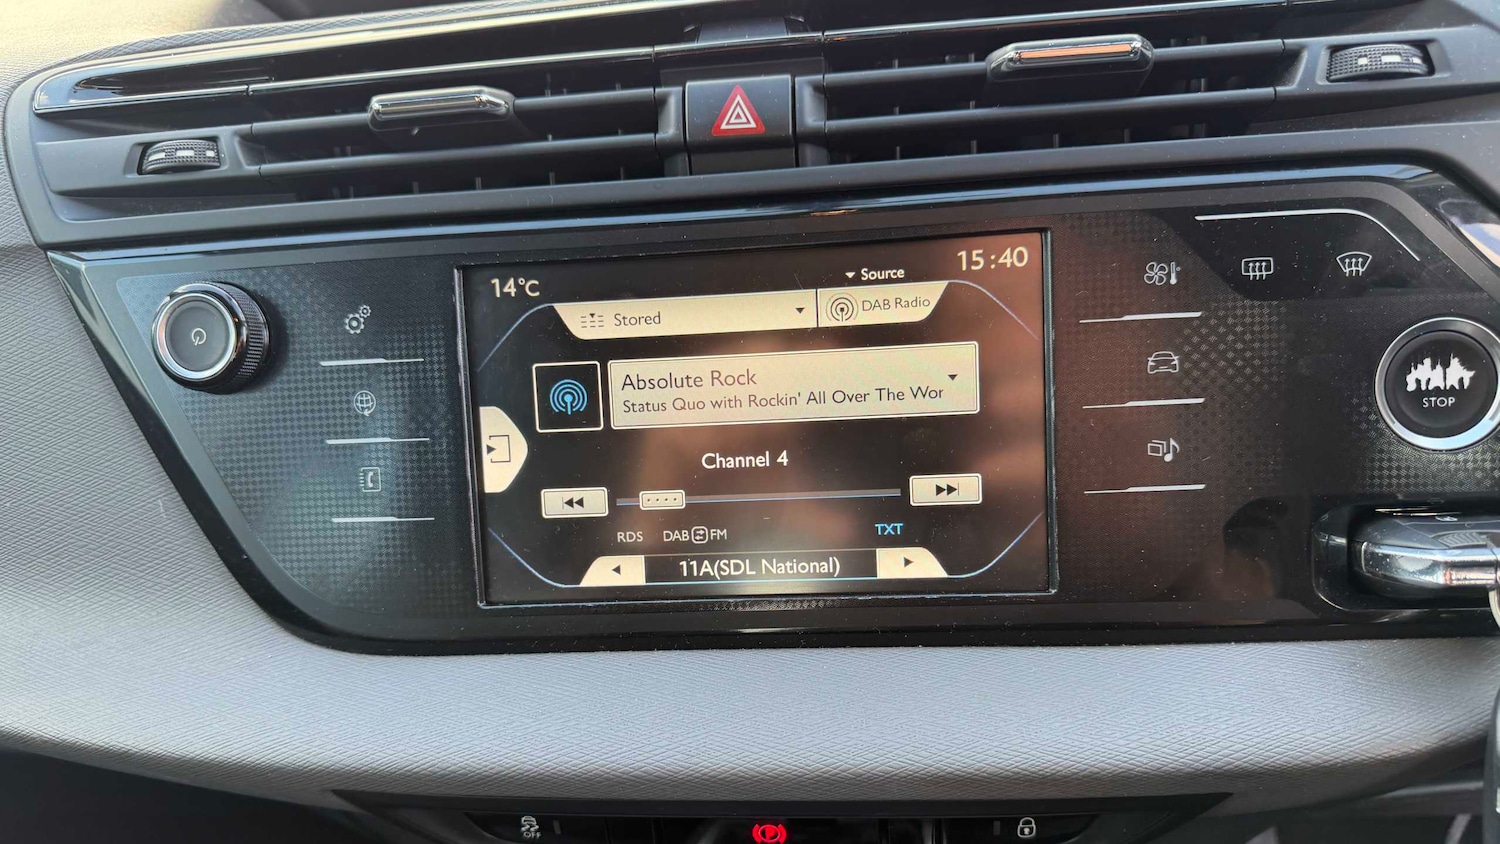 14°C
Source
15:40
Stored
DAB Radio
Absolute Rock
Status Quo with Rockin' All Over The Wor
Channel 4
RDS DAB FM
TXT
11A(SDL National)
STOP
OFF
P